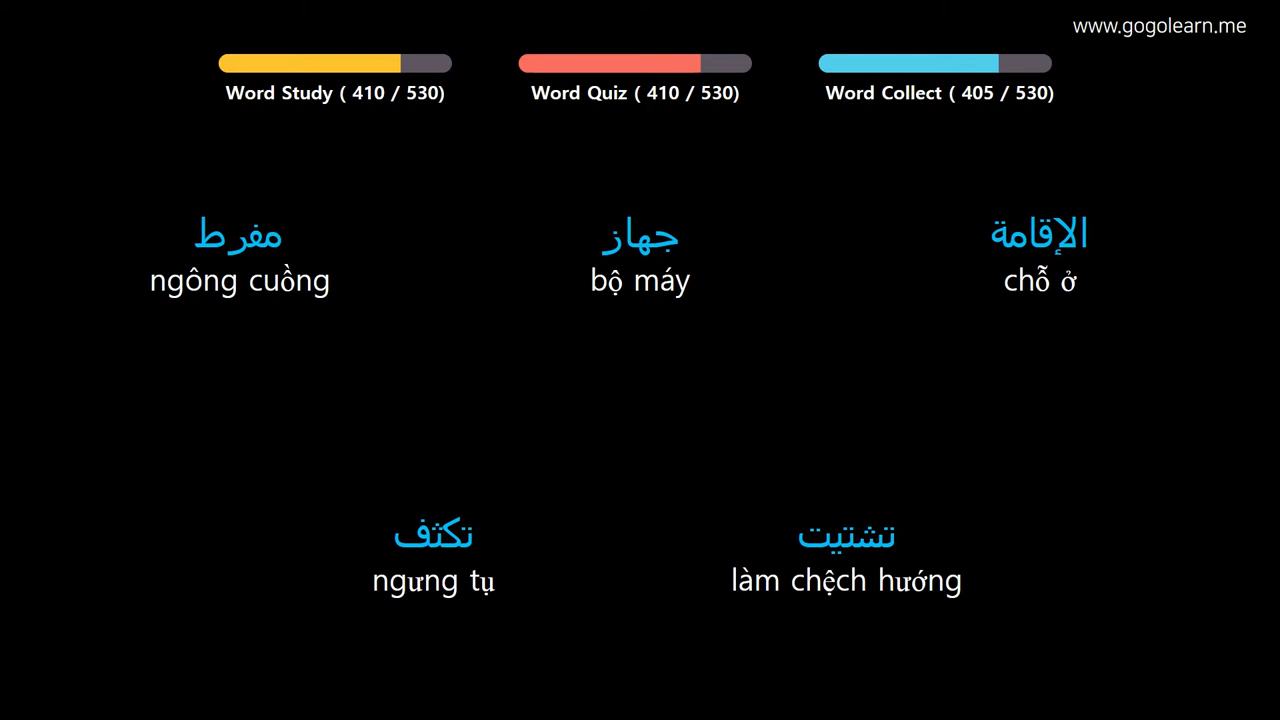 www.gogolearn.me
Word Study ( 410 / 530)
Word Quiz ( 410 / 530)
Word Collect ( 405 / 530)
مفرط
ngông cuồng
جهاز
bộ máy
الإقامة
chỗ ở
تكثف
ngưng tụ
تشتيت
làm chệch hướng